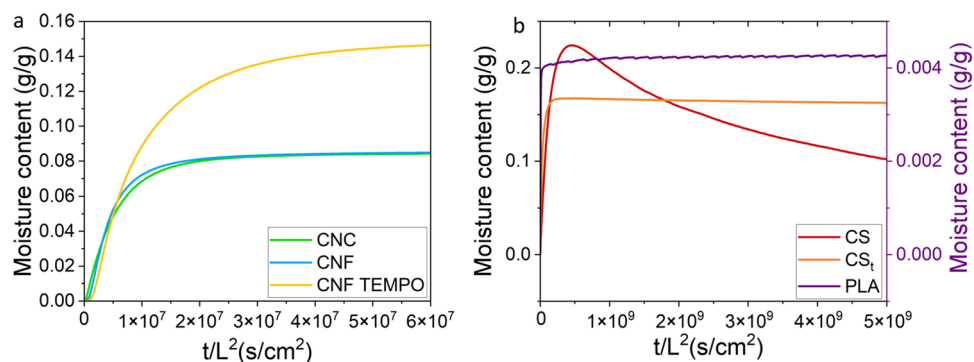 a
Moisture content (g/g)
0.16
0.14
0.12
0.10
0.08
0.06
0.04
0.02
0.00
0 1×10⁷ 2×10⁷ 3×10⁷ 4×10⁷ 5×10⁷ 6×10⁷
t/L²(s/cm²)
CNC
CNF
CNF TEMPO
b
Moisture content (g/g)
0.2
0.1
0.0
0 1×10⁹ 2×10⁹ 3×10⁹ 4×10⁹ 5×10⁹
t/L²(s/cm²)
CS
CSₜ
PLA
0.004
0.002
0.000
Moisture content (g/g)